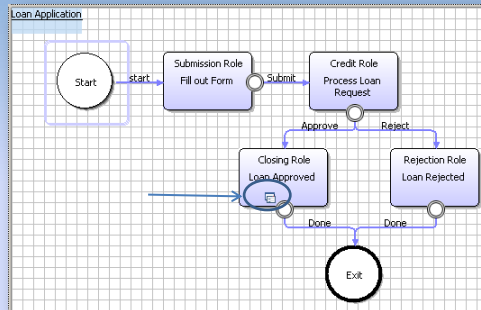 Loan Application
Start
start
Submission Role
Fill out Form
Submit
Credit Role
Process Loan
Request
Approve
Reject
Closing Role
Loan Approved
Rejection Role
Loan Rejected
Done
Done
Exit